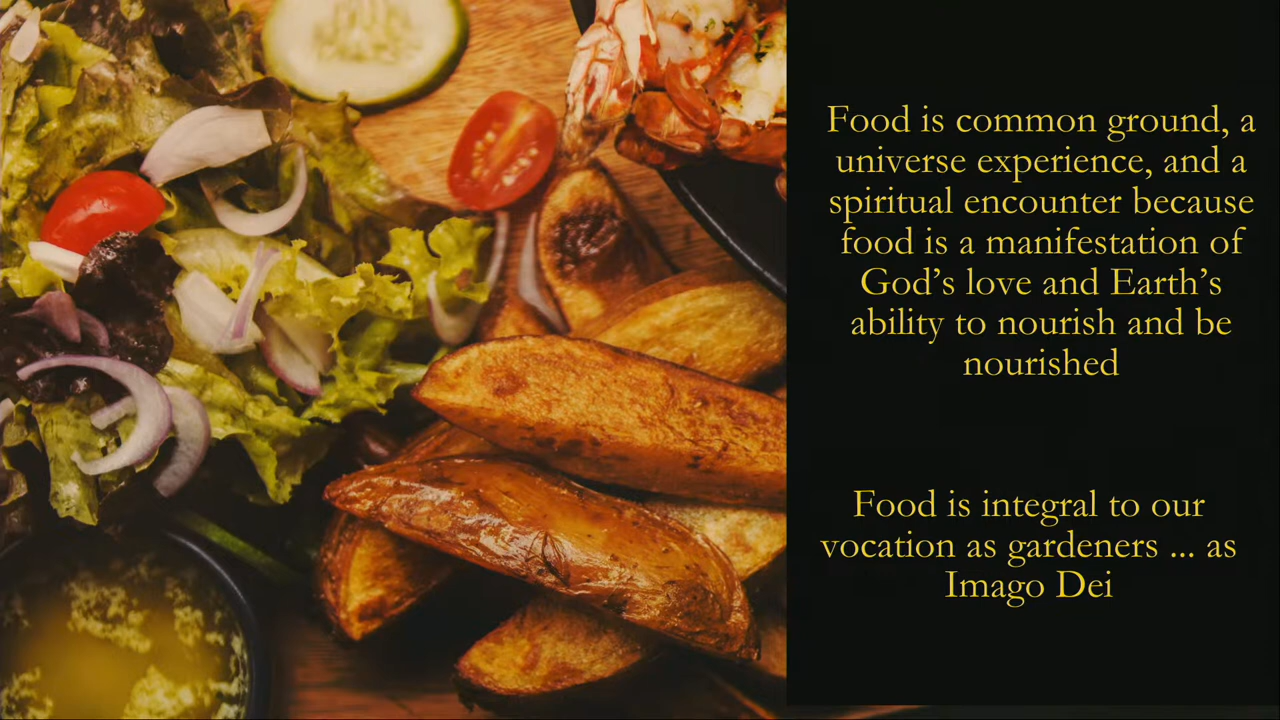 Food is common ground, a
universe experience, and a
spiritual encounter because
food is a manifestation of
God’s love and Earth’s
ability to nourish and be
nourished
Food is integral to our
vocation as gardeners ... as
Imago Dei